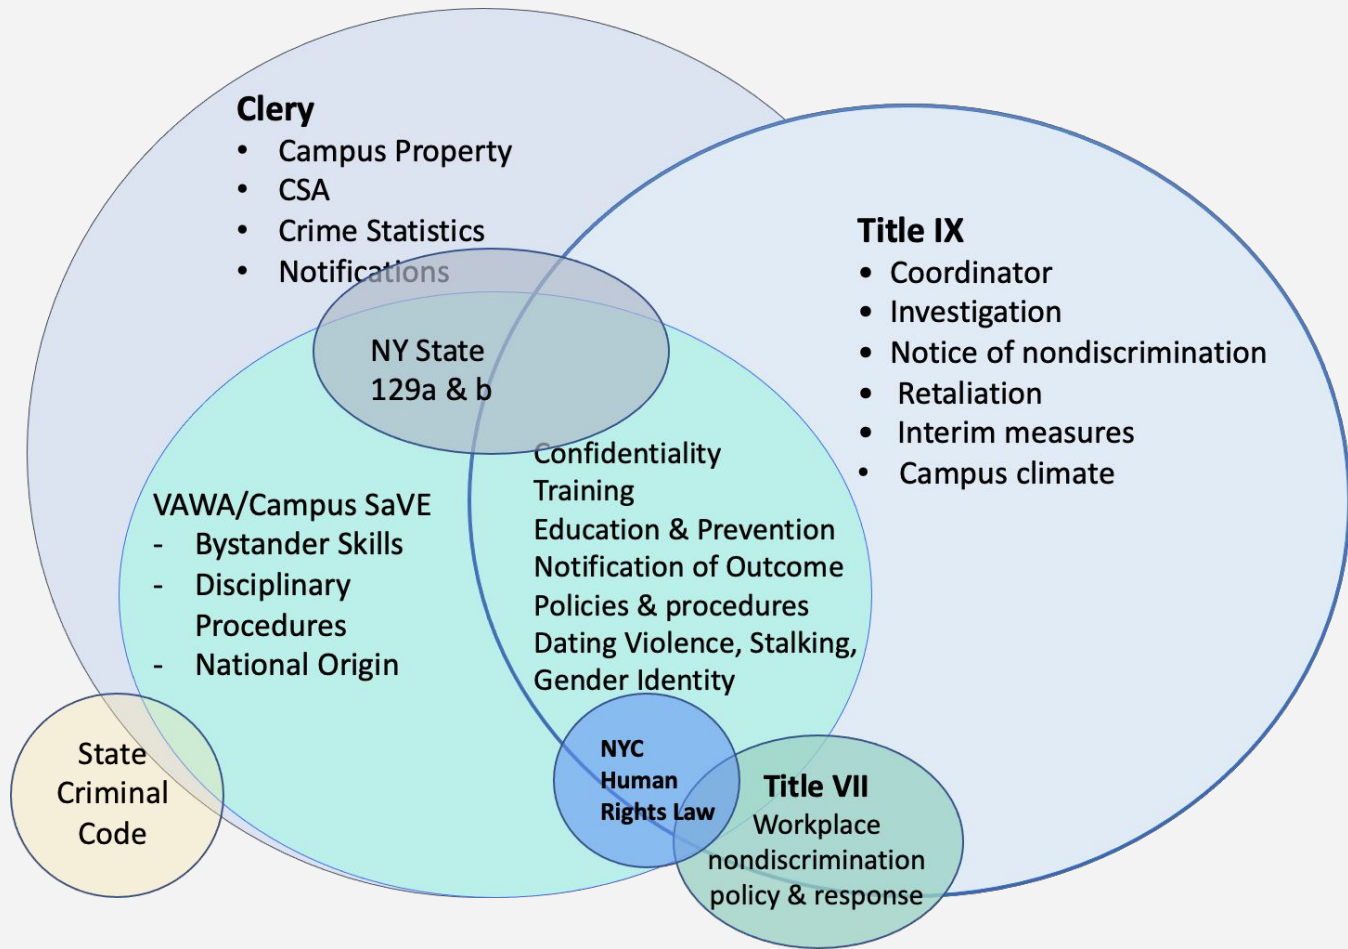 Clery
• Campus Property
• CSA
• Crime Statistics
• Notifications
NY State
129a & b
Title IX
• Coordinator
• Investigation
• Notice of nondiscrimination
• Retaliation
• Interim measures
• Campus climate
VAWA/Campus SaVE
- Bystander Skills
- Disciplinary
Procedures
- National Origin
Confidentiality
Training
Education & Prevention
Notification of Outcome
Policies & procedures
Dating Violence, Stalking,
Gender Identity
State
Criminal
Code
NYC
Human
Rights Law
Title VII
Workplace
nondiscrimination
policy & response